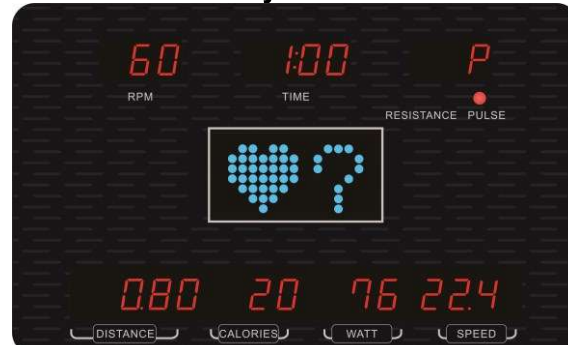 60 1:00 P
RPM TIME
RESISTANCE PULSE
?
0.80 20 76 22.4
DISTANCE CALORIES WATT SPEED